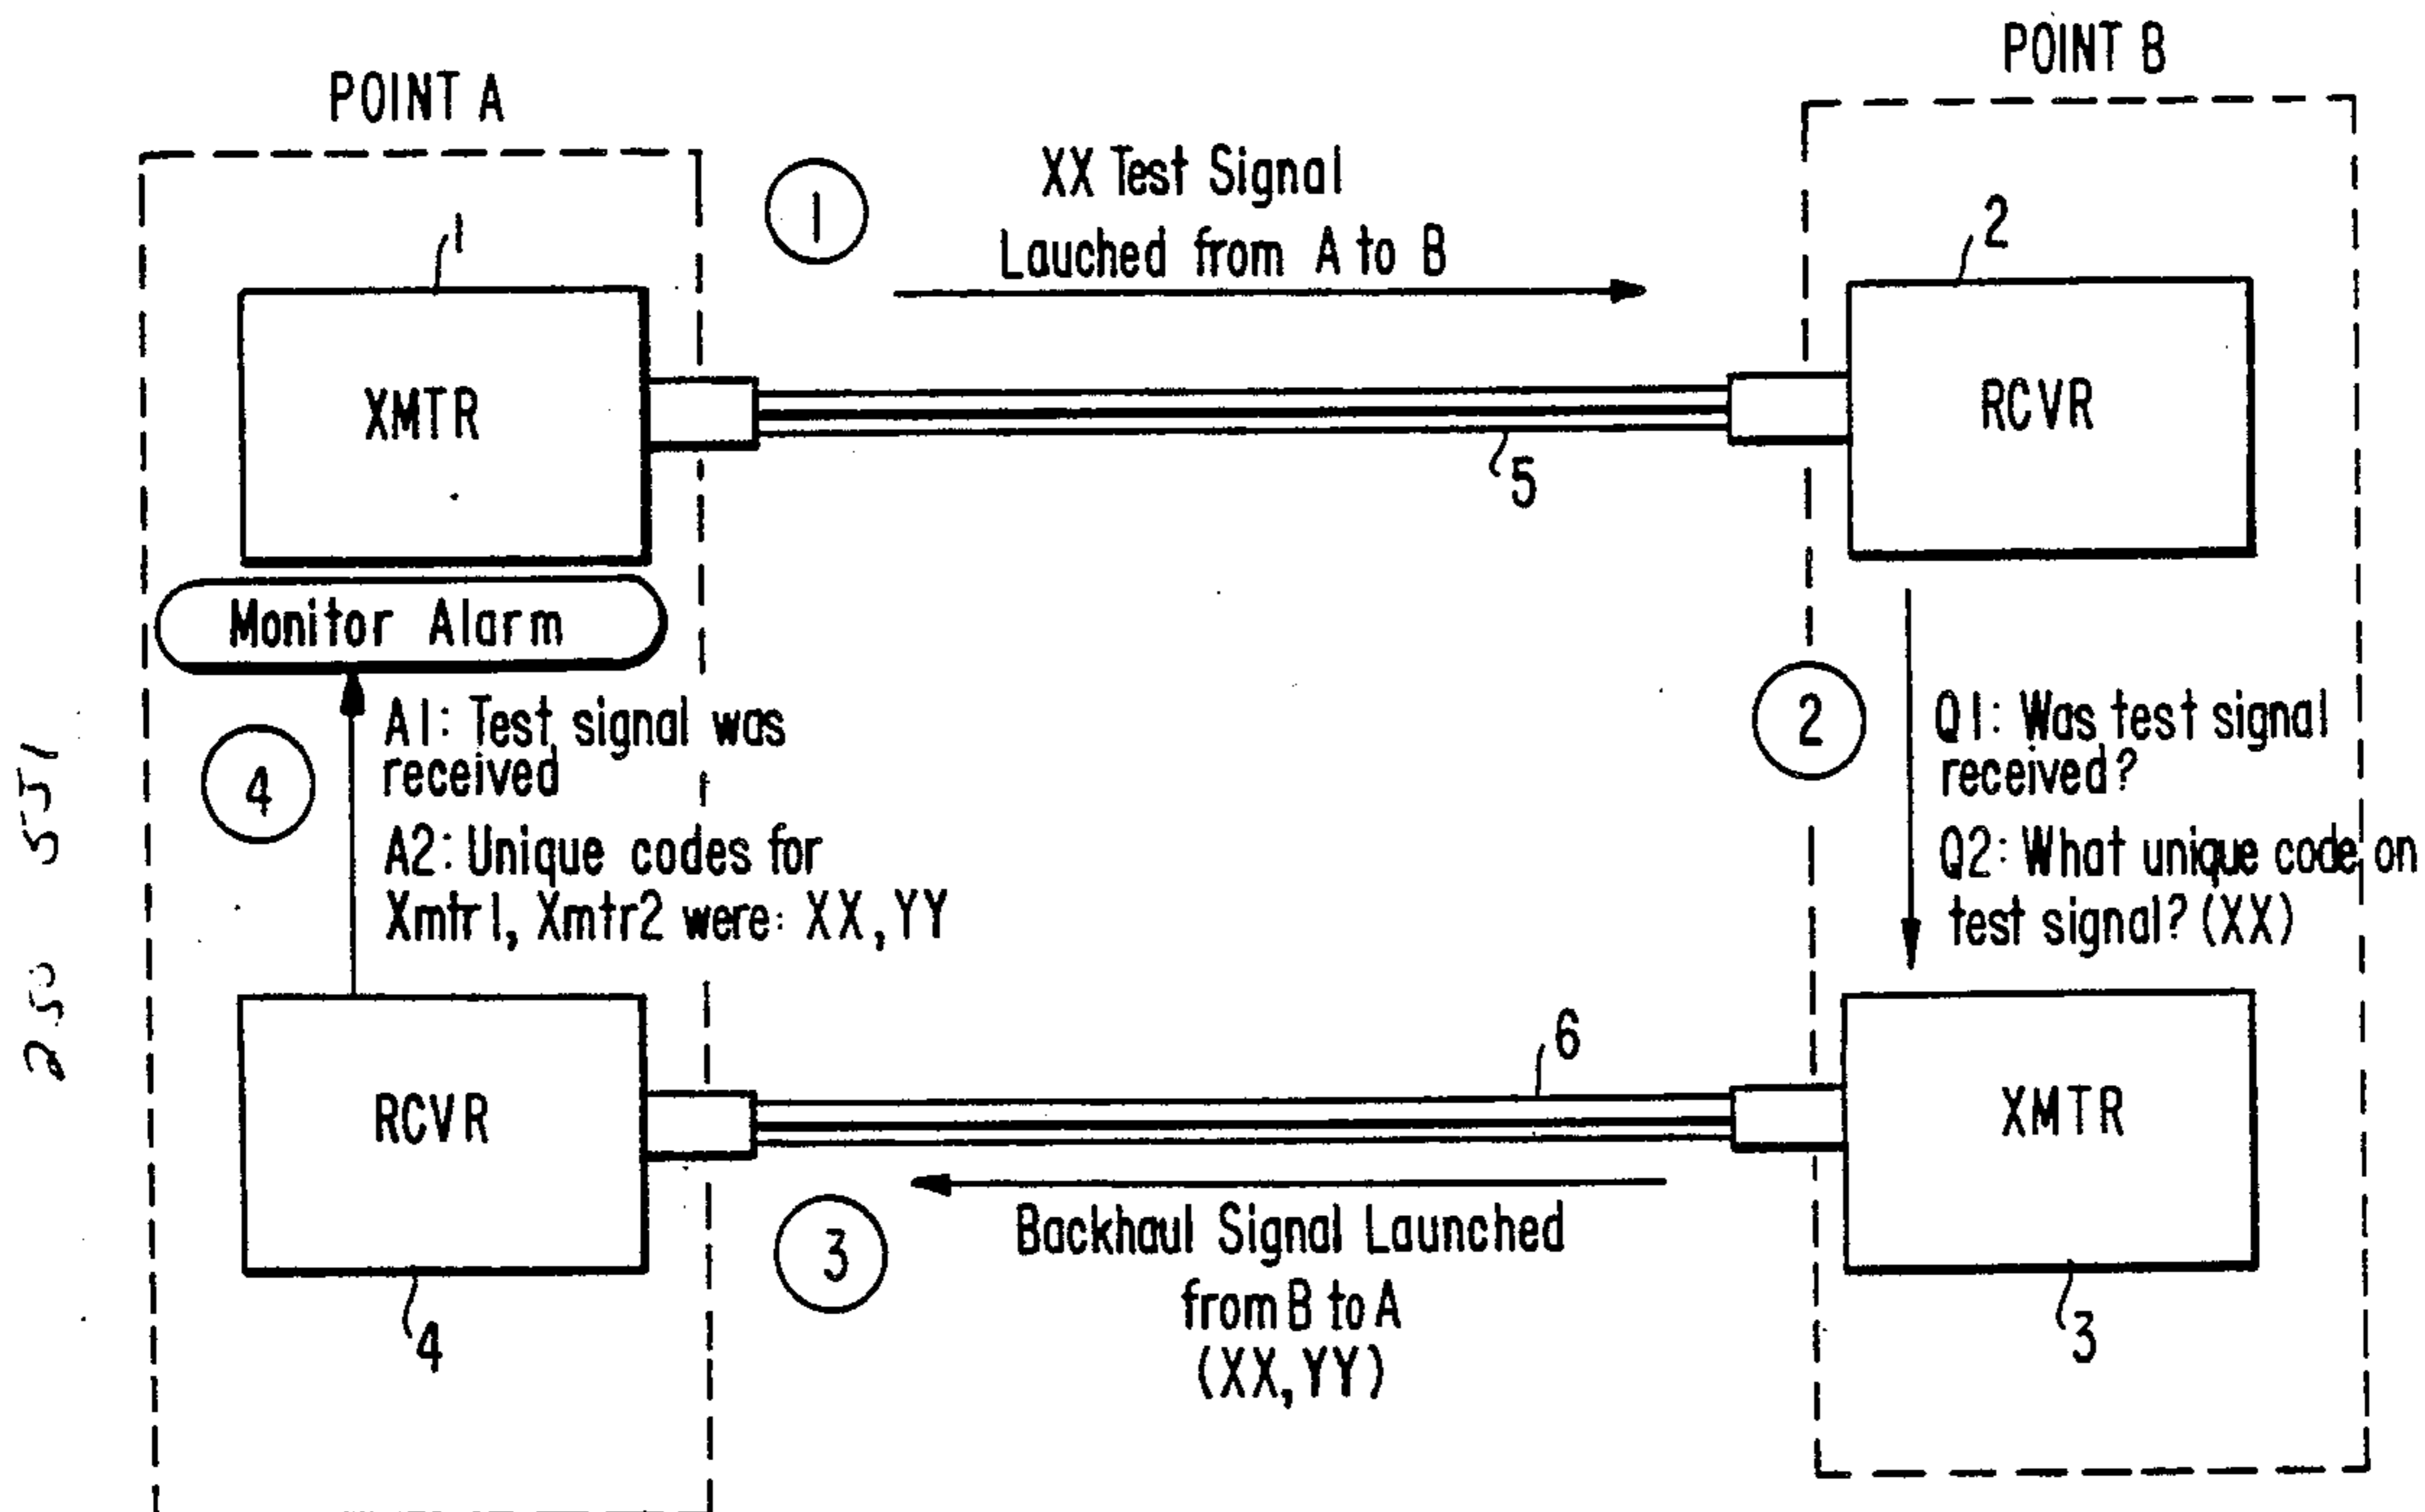 POINT A
POINT B
1
XX Test Signal
Lauched from A to B
1
2
XMTR
RCVR
5
Monitor Alarm
4
A1: Test signal was
received
A2: Unique codes for
Xmtr1, Xmtr2 were: XX, YY
2
Q1: Was test signal
received?
Q2: What unique code on
test signal? (XX)
RCVR
6
XMTR
3
Backhaul Signal Launched
from B to A
(XX,YY)
4
3
250 551